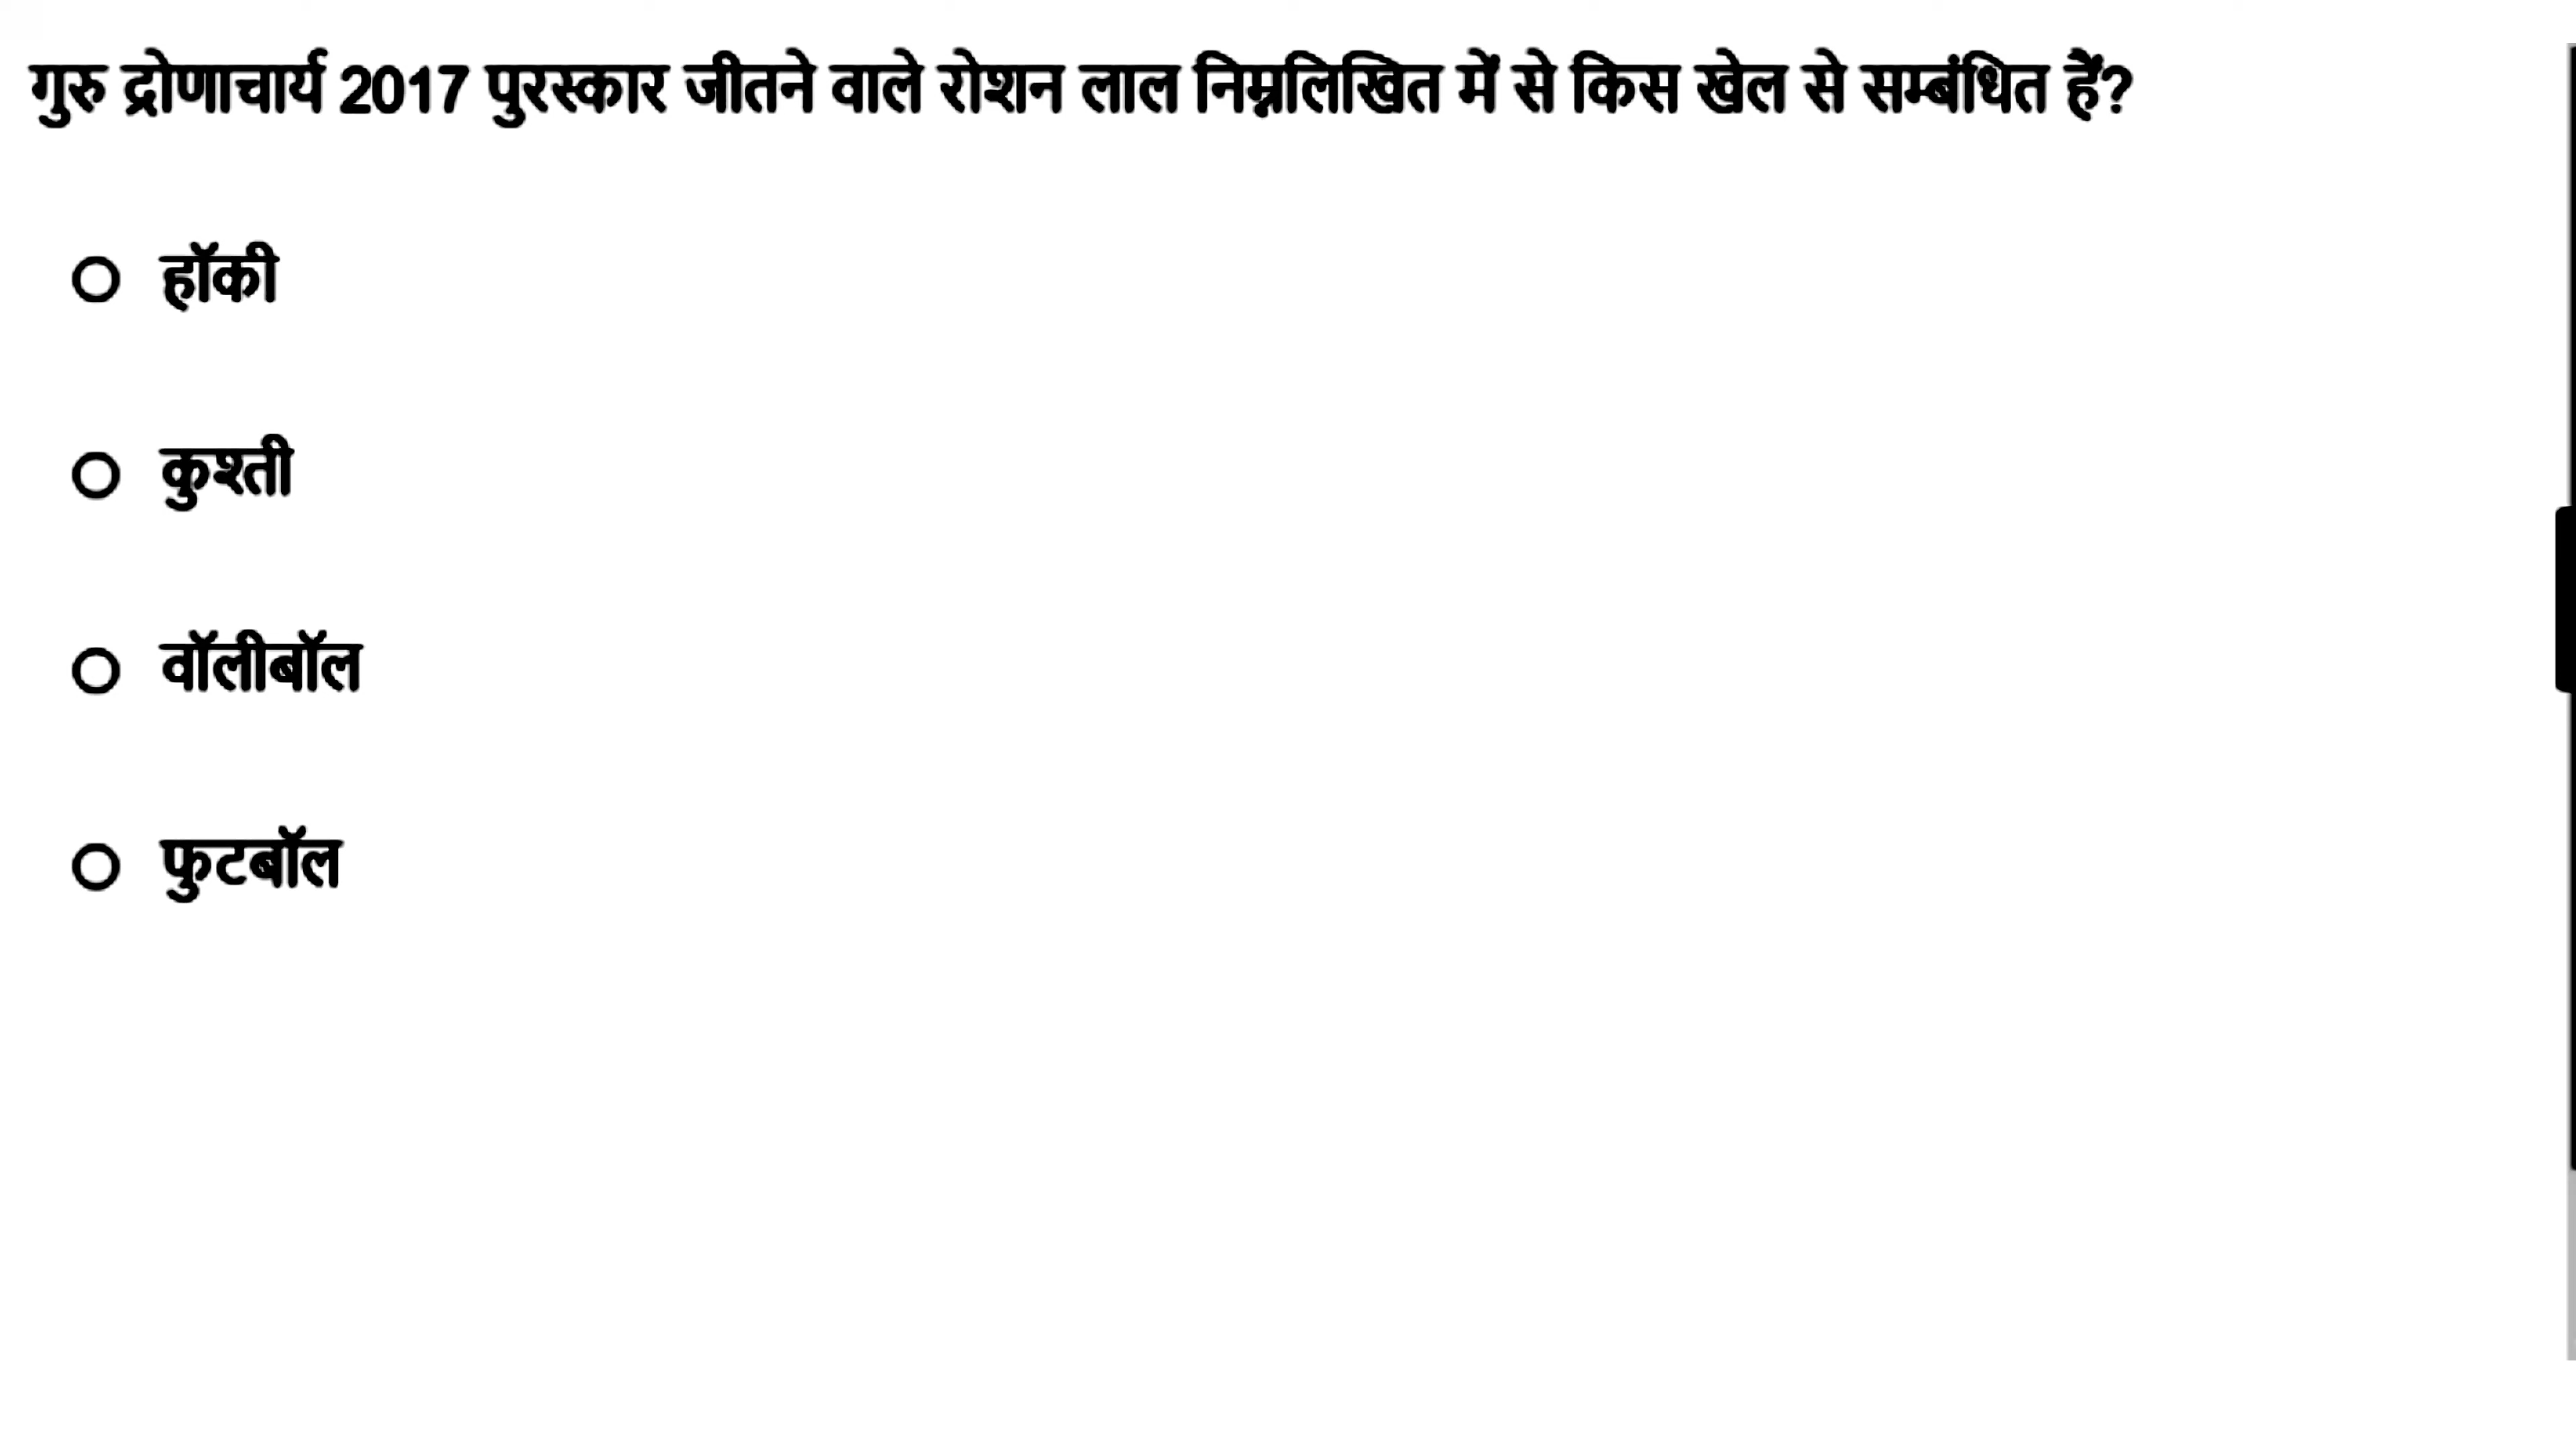 गुरु द्रोणाचार्य 2017 पुरस्कार जीतने वाले रोशन लाल निम्नलिखित में से किस खेल से सम्बंधित हैं?
हॉकी
कुश्ती
वॉलीबॉल
फुटबॉल